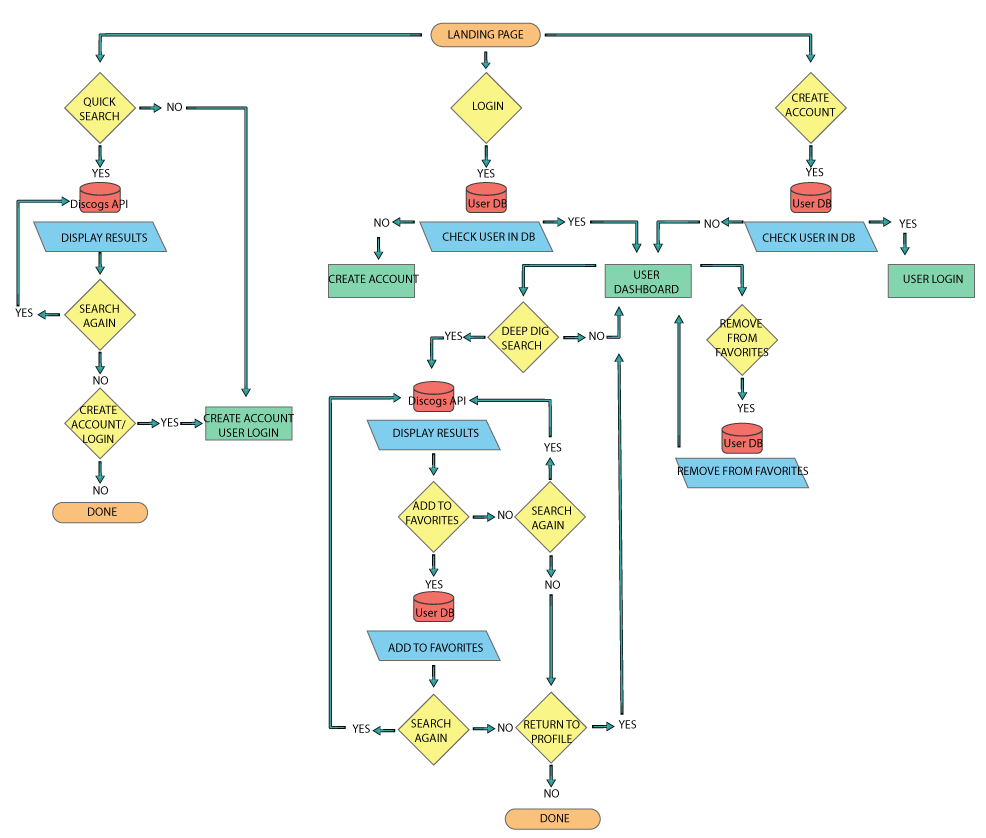 LANDING PAGE
QUICK
SEARCH
NO
LOGIN
CREATE
ACCOUNT
YES
YES
YES
Discogs API
User DB
User DB
DISPLAY RESULTS
NO
CHECK USER IN DB
YES
NO
CHECK USER IN DB
YES
CREATE ACCOUNT
USER
DASHBOARD
USER LOGIN
YES
SEARCH
AGAIN
YES
DEEP DIG
SEARCH
NO
REMOVE
FROM
FAVORITES
NO
YES
Discogs API
CREATE
ACCOUNT/
LOGIN
YES
CREATE ACCOUNT
USER LOGIN
DISPLAY RESULTS
YES
User DB
REMOVE FROM FAVORITES
NO
DONE
ADD TO
FAVORITES
NO
SEARCH
AGAIN
YES
NO
User DB
ADD TO FAVORITES
YES
SEARCH
AGAIN
NO
RETURN TO
PROFILE
YES
NO
DONE